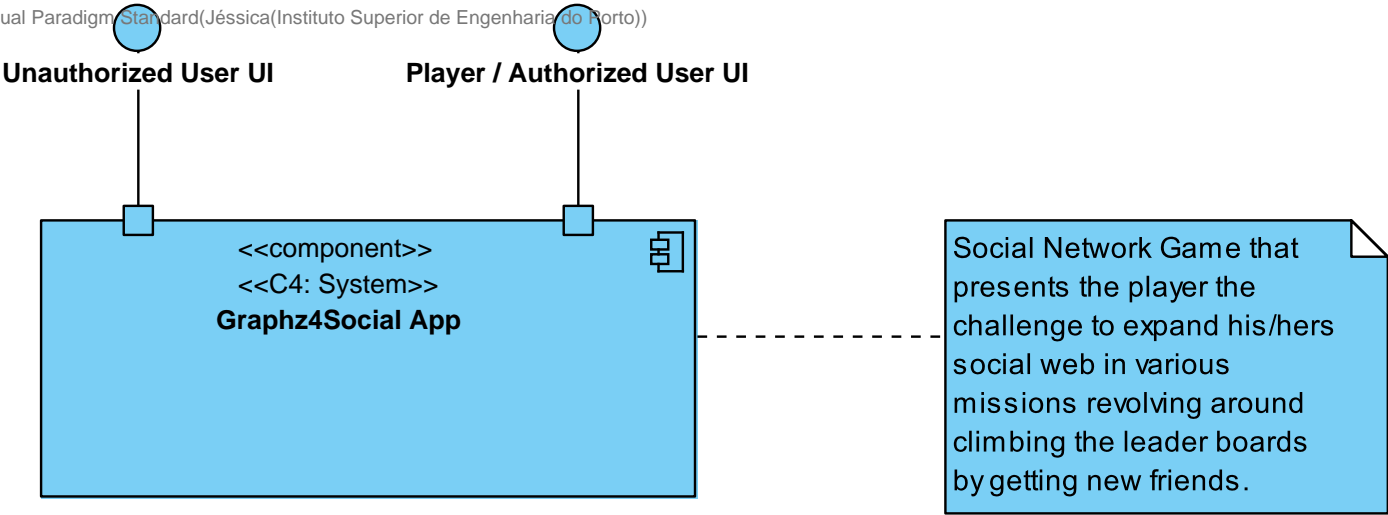 ual Paradigm Standard(Jéssica(Instituto Superior de Engenharia do Porto))
Unauthorized User UI
Player / Authorized User UI
<<component>>
<<C4: System>>
Graphz4Social App
Social Network Game that
presents the player the
challenge to expand his/hers
social web in various
missions revolving around
climbing the leader boards
by getting new friends.